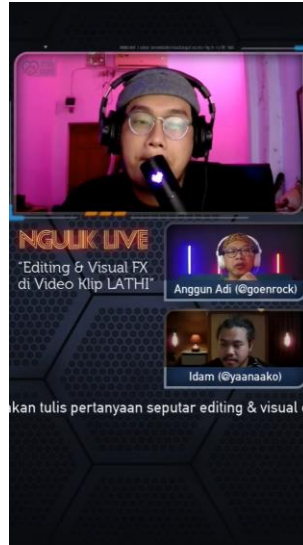 NGULIK LIVE
"Editing & Visual FX
di Video Klip LATHI"
Anggun Adi (@goenrock)
Idam (@yaanaako)
kan tulis pertanyaan seputar editing & visual